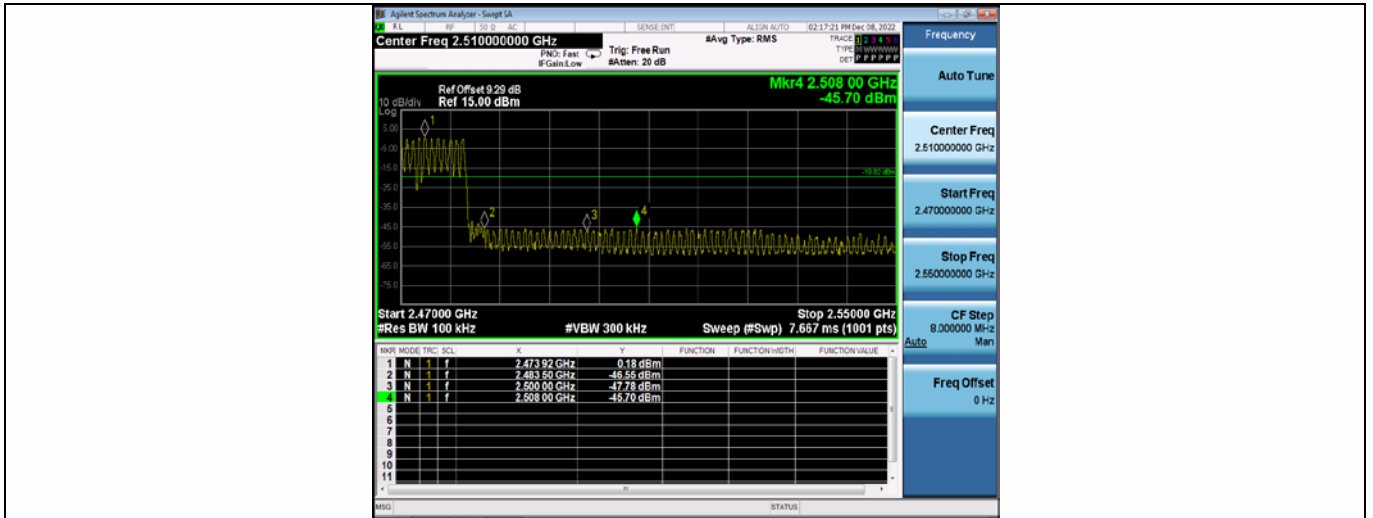 Agilent Spectrum Analyzer - Swept SA
F.L RF 50 Ω AC SENSE:INT ALIGN AUTO 02:17:21 PM Dec 08, 2022
Center Freq 2.510000000 GHz
PNO: Fast
IFGain:Low
Trig: Free Run
#Atten: 20 dB
#Avg Type: RMS
TRACE 1 2 3 4 5 6
TYPE M WWWWW
DET P P P P P P
Frequency
Mkr4 2.508 00 GHz
-45.70 dBm
Ref Offset 9.29 dB
10 dB/div Ref 15.00 dBm
Log
5.00
-5.00
-15.0
-25.0
-35.0
-45.0
-55.0
-65.0
-75.0
1
2
3
4
-19.82 dBm
Start 2.47000 GHz Stop 2.55000 GHz
#Res BW 100 kHz #VBW 300 kHz Sweep (#Swp) 7.667 ms (1001 pts)
MKR MODE TRC SCL X Y FUNCTION FUNCTION WIDTH FUNCTION VALUE
1 N 1 f 2.473 92 GHz 0.18 dBm
2 N 1 f 2.483 50 GHz -46.55 dBm
3 N 1 f 2.500 00 GHz -47.78 dBm
4 N 1 f 2.508 00 GHz -45.70 dBm
5
6
7
8
9
10
11
MSG STATUS
Auto Tune
Center Freq
2.510000000 GHz
Start Freq
2.470000000 GHz
Stop Freq
2.550000000 GHz
CF Step
8.000000 MHz
Auto Man
Freq Offset
0 Hz